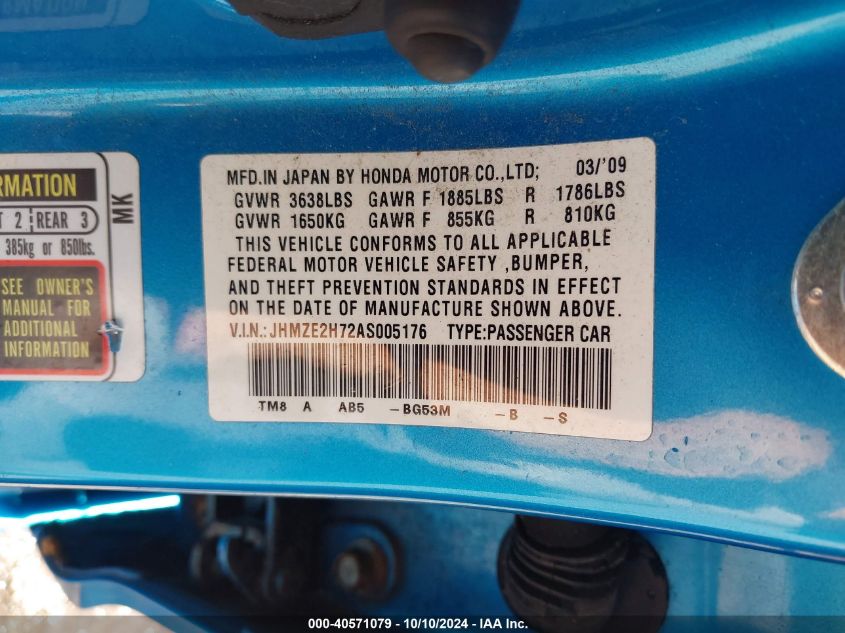 RMATION
T 2 REAR 3
385kg or 850lbs.
SEE OWNER'S
MANUAL FOR
ADDITIONAL
INFORMATION
MK
MFD.IN JAPAN BY HONDA MOTOR CO.,LTD; 03/'09
GVWR 3638LBS GAWR F 1885LBS R 1786LBS
GVWR 1650KG GAWR F 855KG R 810KG
THIS VEHICLE CONFORMS TO ALL APPLICABLE
FEDERAL MOTOR VEHICLE SAFETY ,BUMPER,
AND THEFT PREVENTION STANDARDS IN EFFECT
ON THE DATE OF MANUFACTURE SHOWN ABOVE.
V.I.N.: JHMZE2H72AS005176 TYPE:PASSENGER CAR
TM8 A AB5 -BG53M -B -S
000-40571079 - 10/10/2024 - IAA Inc.